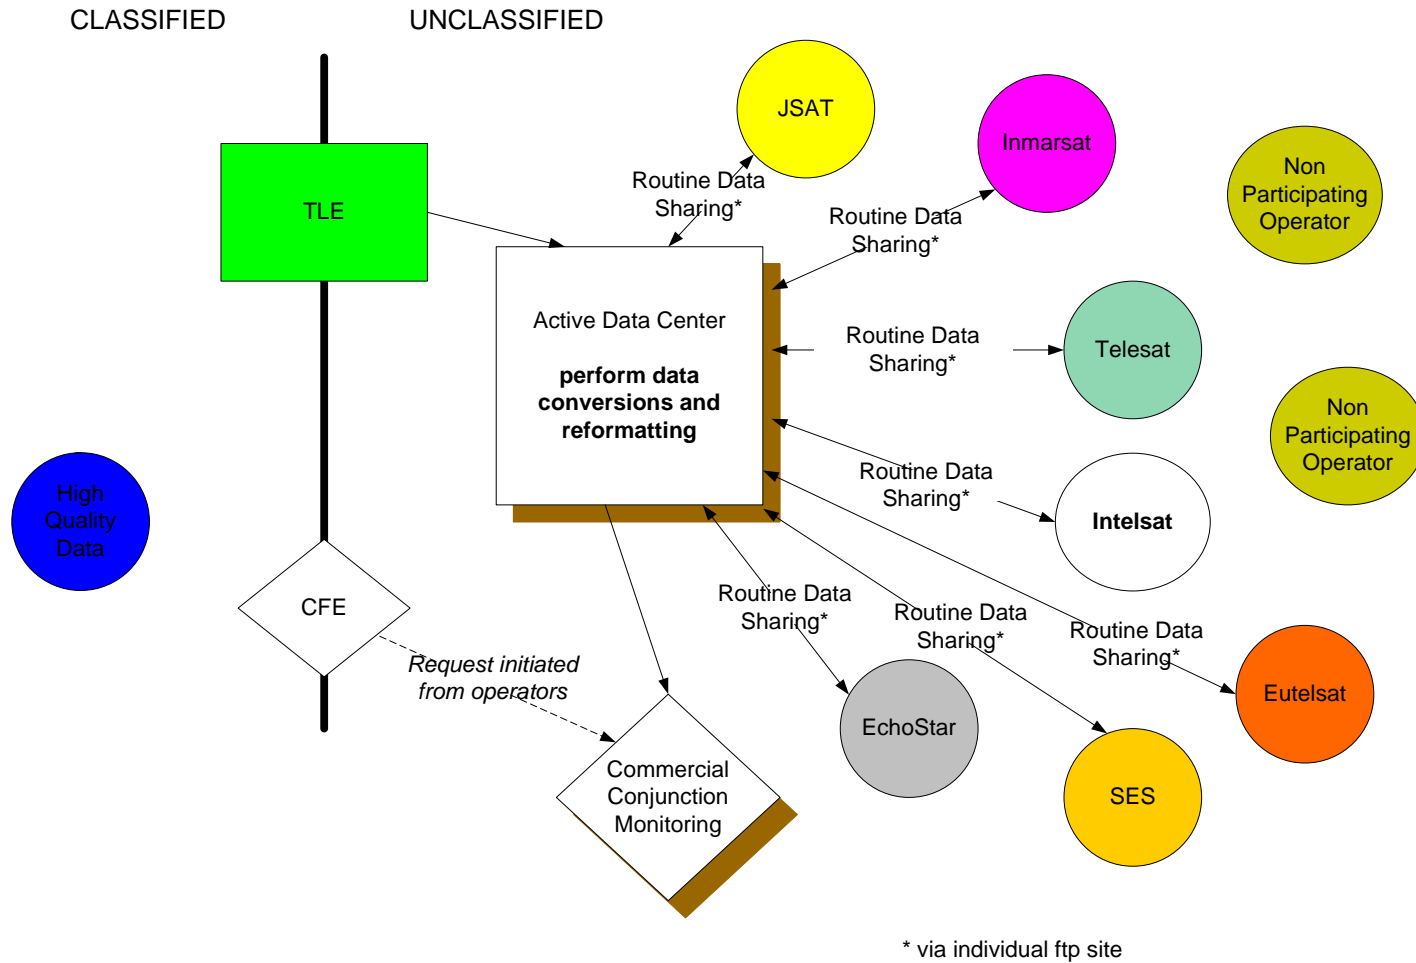 CLASSIFIED
UNCLASSIFIED
JSAT
Inmarsat
Non
Participating
Operator
TLE
Routine Data
Sharing*
Routine Data
Sharing*
Active Data Center
perform data
conversions and
reformatting
Routine Data
Sharing*
Telesat
Non
Participating
Operator
High
Quality
Data
Routine Data
Sharing*
Intelsat
CFE
Request initiated
from operators
Routine Data
Sharing*
Routine Data
Sharing*
Routine Data
Sharing*
EchoStar
Eutelsat
SES
Commercial
Conjunction
Monitoring
* via individual ftp site